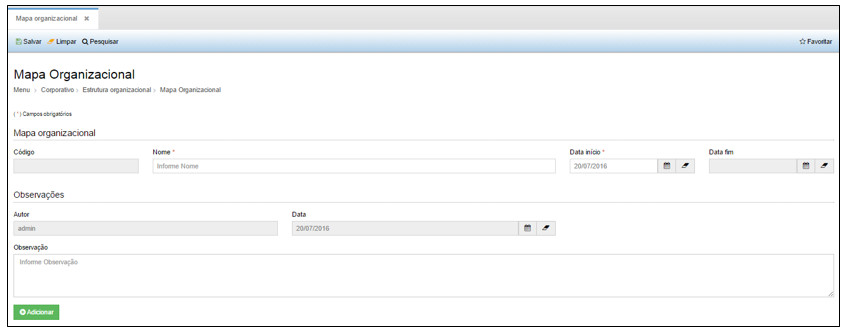 Mapa organizacional ×
Salvar Limpar Pesquisar Favoritar
Mapa Organizacional
Menu > Corporativo > Estrutura organizacional > Mapa Organizacional
( * ) Campos obrigatórios
Mapa organizacional
Código Nome * Data início * Data fim
Informe Nome 20/07/2016
Observações
Autor Data
admin 20/07/2016
Observação
Informe Observação
Adicionar